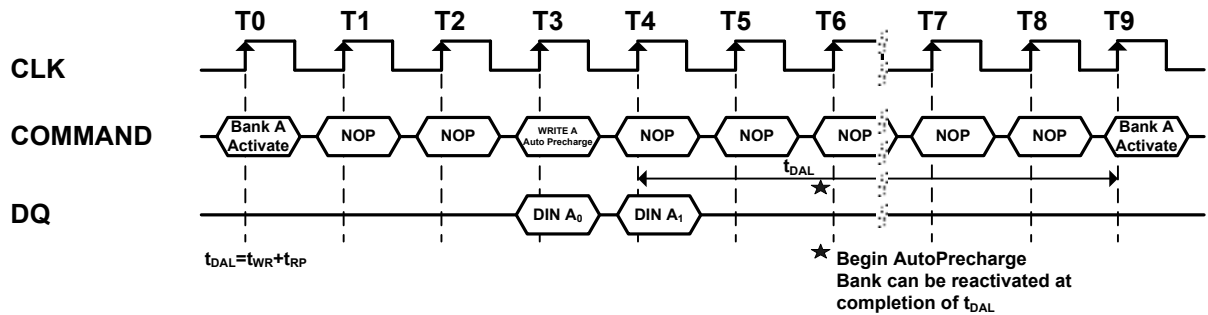 T0 T1 T2 T3 T4 T5 T6 T7 T8 T9
CLK
COMMAND
Bank A
Activate
NOP
NOP
WRITE A
Auto Precharge
NOP
NOP
NOP
NOP
NOP
Bank A
Activate
tDAL
DQ
DIN A0
DIN A1
tDAL=tWR+tRP
★ Begin AutoPrecharge
Bank can be reactivated at
completion of tDAL